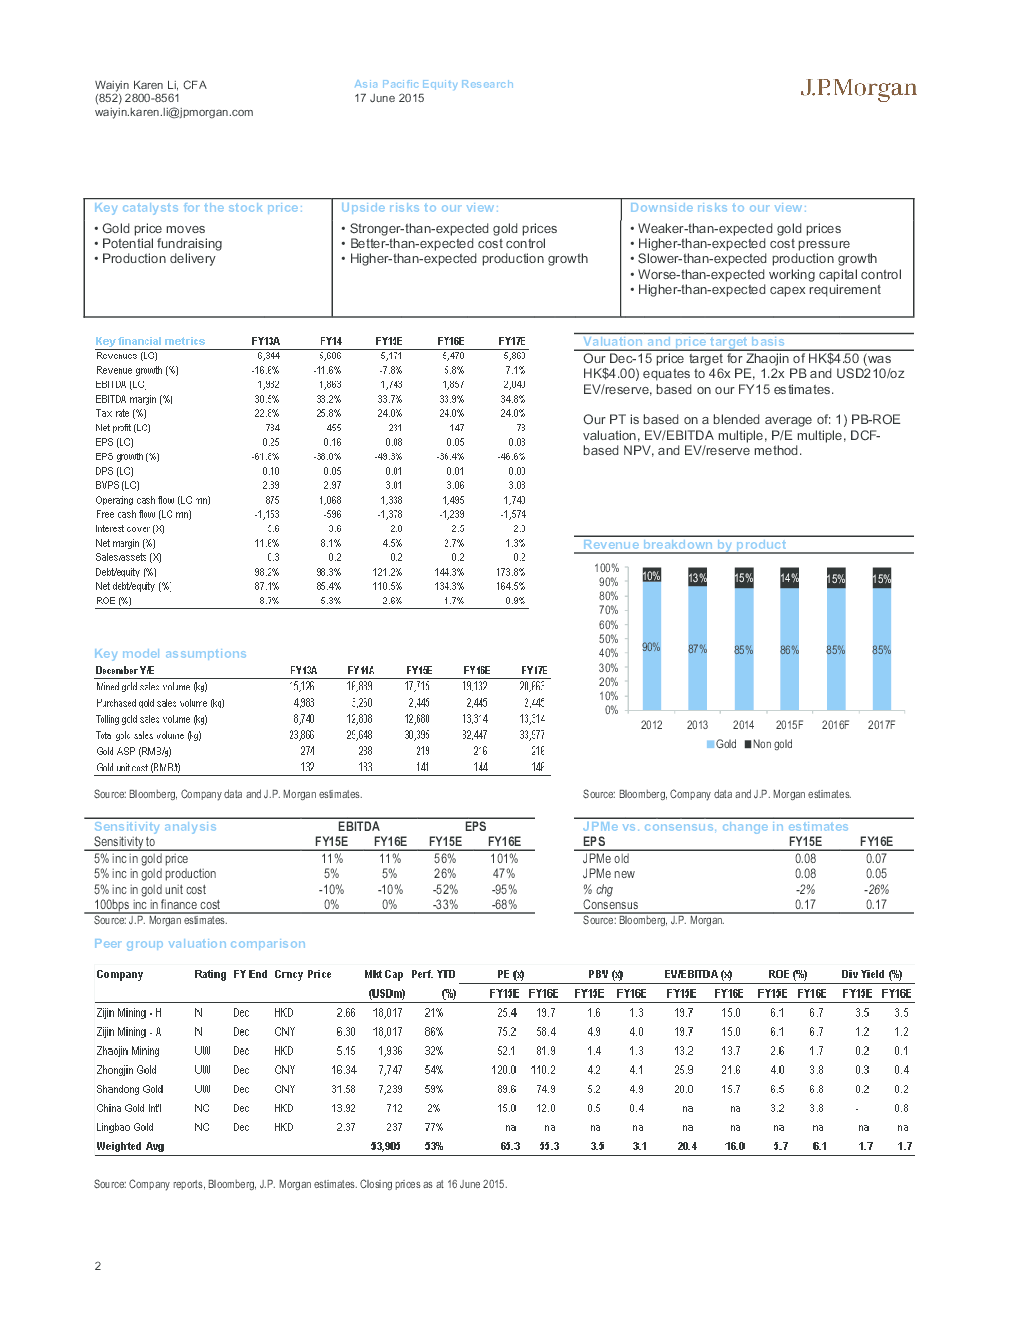 Waiyin Karen Li, CFA
(852) 2800-8561
waiyin.karen.li@jpmorgan.com
Asia Pacific Equity Research
17 June 2015
J.P.Morgan
Key catalysts for the stock price:
• Gold price moves
• Potential fundraising
• Production delivery
Upside risks to our view:
• Stronger-than-expected gold prices
• Better-than-expected cost control
• Higher-than-expected production growth
Downside risks to our view:
• Weaker-than-expected gold prices
• Higher-than-expected cost pressure
• Slower-than-expected production growth
• Worse-than-expected working capital control
• Higher-than-expected capex requirement
Key financial metrics FY13A FY14 FY15E FY16E FY17E
Revenues (LC) 6,344 5,606 5,171 5,470 5,860
Revenue growth (%) -16.6% -11.6% -7.8% 5.8% 7.1%
EBITDA (LC) 1,932 1,863 1,743 1,857 2,040
EBITDA margin (%) 30.5% 33.2% 33.7% 33.9% 34.8%
Tax rate (%) 22.8% 25.8% 24.0% 24.0% 24.0%
Net profit (LC) 734 455 231 147 78
EPS (LC) 0.25 0.16 0.08 0.05 0.03
EPS growth (%) -61.8% -38.0% -49.3% -36.4% -46.6%
DPS (LC) 0.10 0.05 0.01 0.01 0.00
BVPS (LC) 2.89 2.97 3.01 3.06 3.08
Operating cash flow (LC mn) 875 1,068 1,338 1,495 1,740
Free cash flow (LC mn) -1,153 -596 -1,378 -1,239 -1,574
Interest cover (X) 5.6 3.6 2.8 2.5 2.3
Net margin (%) 11.6% 8.1% 4.5% 2.7% 1.3%
Sales/assets (X) 0.3 0.2 0.2 0.2 0.2
Debt/equity (%) 98.2% 98.3% 121.2% 144.3% 173.8%
Net debt/equity (%) 87.1% 85.4% 110.5% 134.3% 164.5%
ROE (%) 8.7% 5.3% 2.6% 1.7% 0.9%
Valuation and price target basis
Our Dec-15 price target for Zhaojin of HK$4.50 (was
HK$4.00) equates to 46x PE, 1.2x PB and USD210/oz
EV/reserve, based on our FY15 estimates.
Our PT is based on a blended average of: 1) PB-ROE
valuation, EV/EBITDA multiple, P/E multiple, DCF-
based NPV, and EV/reserve method.
Revenue breakdown by product
100%
90%
80%
70%
60%
50%
40%
30%
20%
10%
0%
10% 13% 15% 14% 15% 15%
90% 87% 85% 86% 85% 85%
2012 2013 2014 2015F 2016F 2017F
Gold Non gold
Key model assumptions
December Y/E FY13A FY14A FY15E FY16E FY17E
Mined gold sales volume (kg) 15,126 16,889 17,715 19,132 20,663
Purchased gold sales volume (kg) 4,983 3,250 2,445 2,445 2,445
Tolling gold sales volume (kg) 8,740 12,808 12,680 13,314 13,314
Total gold sales volume (kg) 23,866 29,648 30,395 32,447 33,977
Gold ASP (RMB/g) 274 238 219 216 216
Gold unit cost (RMB/g) 132 133 141 144 146
Source: Bloomberg, Company data and J.P. Morgan estimates.
Source: Bloomberg, Company data and J.P. Morgan estimates.
Sensitivity analysis EBITDA EPS
Sensitivity to FY15E FY16E FY15E FY16E
5% inc in gold price 11% 11% 56% 101%
5% inc in gold production 5% 5% 26% 47%
5% inc in gold unit cost -10% -10% -52% -95%
100bps inc in finance cost 0% 0% -33% -68%
Source: J.P. Morgan estimates.
JPMe vs. consensus, change in estimates
EPS FY15E FY16E
JPMe old 0.08 0.07
JPMe new 0.08 0.05
% chg -2% -26%
Consensus 0.17 0.17
Source: Bloomberg, J.P. Morgan.
Peer group valuation comparison
Company Rating FY End Crncy Price Mkt Cap Perf. YTD PE (x) PBV (x) EV/EBITDA (x) ROE (%) Div Yield (%)
(USDm) (%) FY15E FY16E FY15E FY16E FY15E FY16E FY15E FY16E FY15E FY16E
Zijin Mining - H N Dec HKD 2.66 18,017 21% 25.4 19.7 1.6 1.3 19.7 15.0 6.1 6.7 3.5 3.5
Zijin Mining - A N Dec CNY 6.30 18,017 86% 75.2 58.4 4.9 4.0 19.7 15.0 6.1 6.7 1.2 1.2
Zhaojin Mining UW Dec HKD 5.15 1,936 32% 52.1 81.9 1.4 1.3 13.2 13.7 2.6 1.7 0.2 0.1
Zhongjin Gold UW Dec CNY 16.34 7,747 54% 120.0 110.2 4.2 4.1 25.9 21.6 4.0 3.8 0.3 0.4
Shandong Gold UW Dec CNY 31.58 7,239 59% 89.6 74.9 5.2 4.9 20.0 15.7 6.5 6.8 0.2 0.2
China Gold Int'l NC Dec HKD 13.92 712 2% 15.0 12.0 0.5 0.4 na na 3.2 3.8 - 0.8
Lingbao Gold NC Dec HKD 2.37 237 77% na na na na na na na na na na
Weighted Avg 53,905 53% 65.3 55.3 3.5 3.1 20.4 16.0 5.7 6.1 1.7 1.7
Source: Company reports, Bloomberg, J.P. Morgan estimates. Closing prices as at 16 June 2015.
2